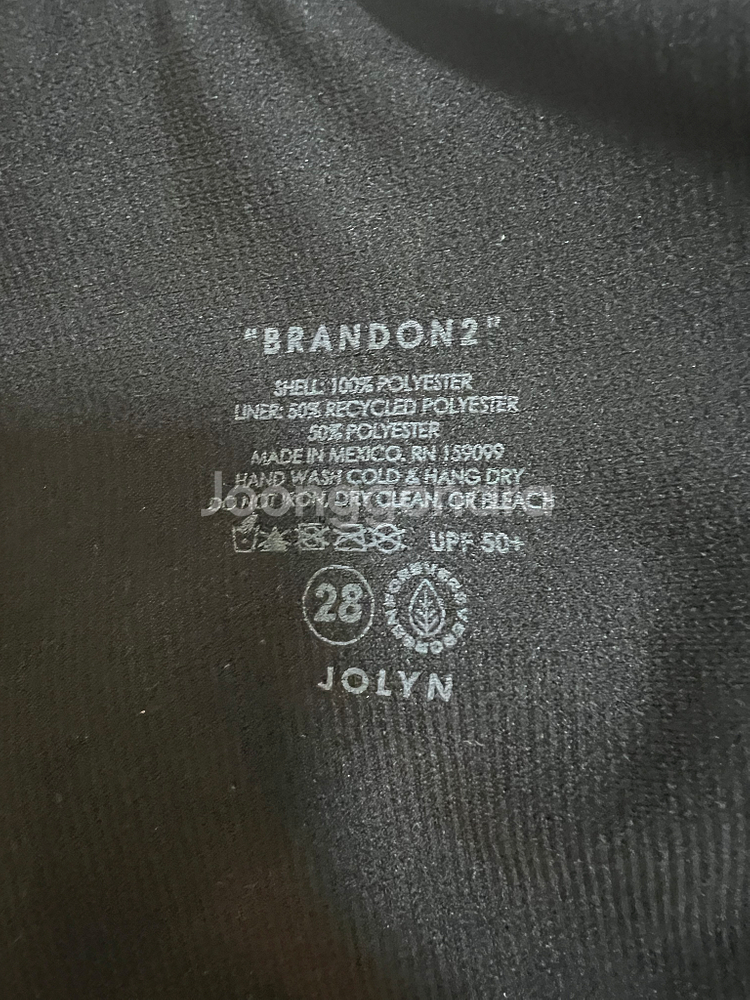 "BRANDON2"
SHELL: 100% POLYESTER
LINER: 50% RECYCLED POLYESTER
50% POLYESTER
MADE IN MEXICO. RN 159099
HAND WASH COLD & HANG DRY
DO NOT IRON, DRY CLEAN, OR BLEACH
UPF 50+
28
JOLYN